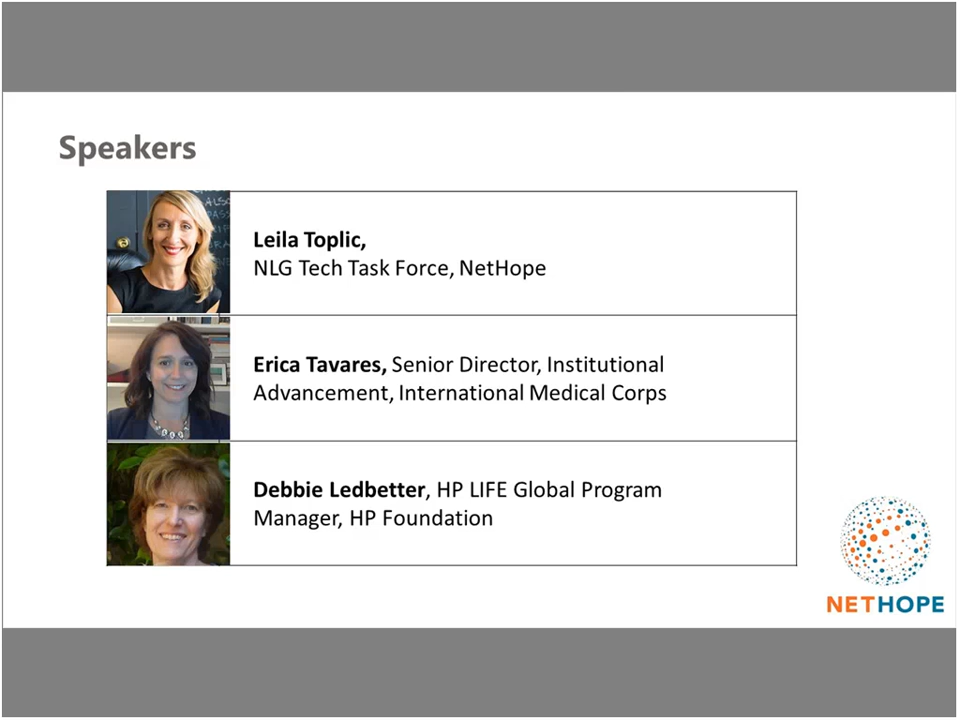 Speakers
Leila Toplic,
NLG Tech Task Force, NetHope
Erica Tavares, Senior Director, Institutional
Advancement, International Medical Corps
Debbie Ledbetter, HP LIFE Global Program
Manager, HP Foundation
NETHOPE